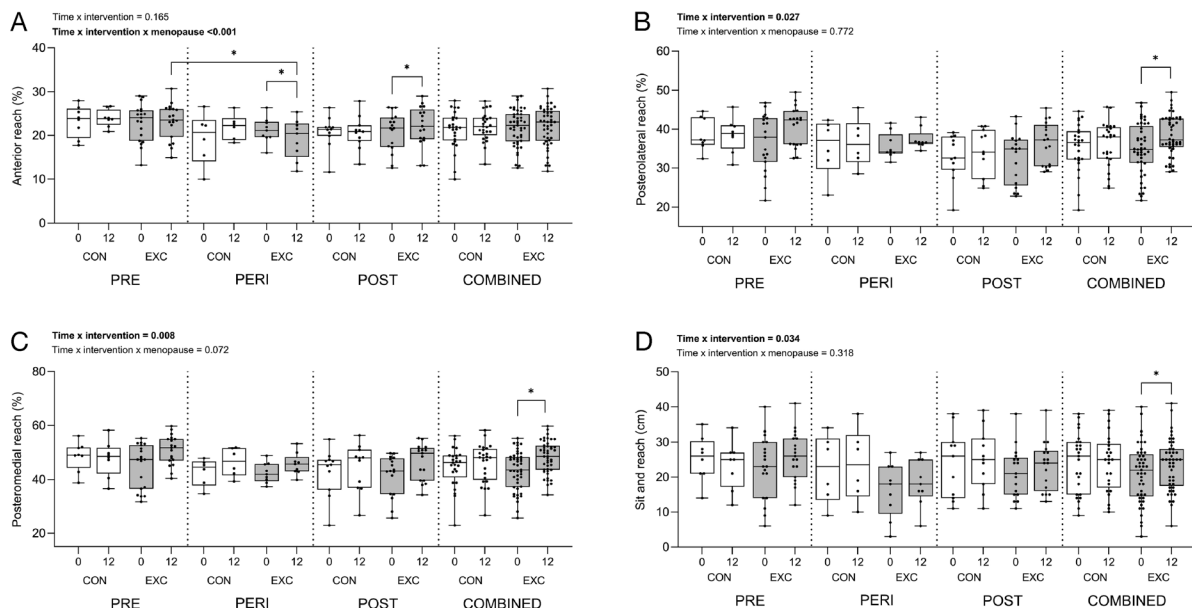 A
Time x intervention = 0.165
Time x intervention x menopause <0.001
Anterior reach (%)
40
30
20
10
0
*
*
*
0 12 0 12 0 12 0 12 0 12 0 12 0 12 0 12
CON EXC CON EXC CON EXC CON EXC
PRE PERI POST COMBINED
B
Time x intervention = 0.027
Time x intervention x menopause = 0.772
Posterolateral reach (%)
60
50
40
30
20
*
0 12 0 12 0 12 0 12 0 12 0 12 0 12 0 12
CON EXC CON EXC CON EXC CON EXC
PRE PERI POST COMBINED
C
Time x intervention = 0.008
Time x intervention x menopause = 0.072
Posteromedial reach (%)
80
60
40
20
*
0 12 0 12 0 12 0 12 0 12 0 12 0 12 0 12
CON EXC CON EXC CON EXC CON EXC
PRE PERI POST COMBINED
D
Time x intervention = 0.034
Time x intervention x menopause = 0.318
Sit and reach (cm)
50
40
30
20
10
0
*
0 12 0 12 0 12 0 12 0 12 0 12 0 12 0 12
CON EXC CON EXC CON EXC CON EXC
PRE PERI POST COMBINED